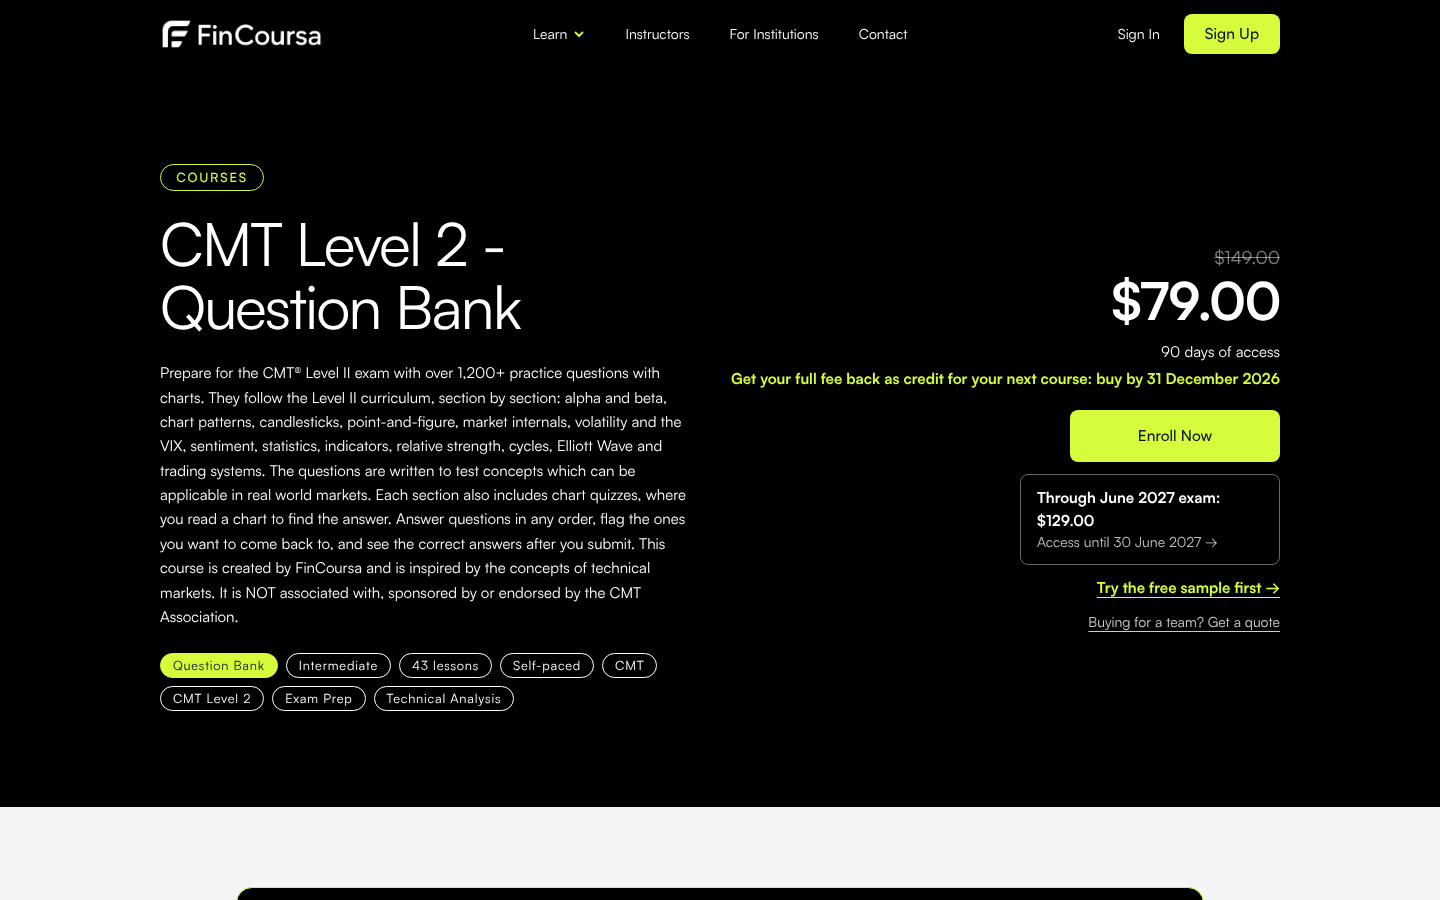 FinCoursa
Learn
Instructors
For Institutions
Contact
Sign In
Sign Up
COURSES
CMT Level 2 -
Question Bank
Prepare for the CMT® Level II exam with over 1,200+ practice questions with
charts. They follow the Level II curriculum, section by section: alpha and beta,
chart patterns, candlesticks, point-and-figure, market internals, volatility and the
VIX, sentiment, statistics, indicators, relative strength, cycles, Elliott Wave and
trading systems. The questions are written to test concepts which can be
applicable in real world markets. Each section also includes chart quizzes, where
you read a chart to find the answer. Answer questions in any order, flag the ones
you want to come back to, and see the correct answers after you submit. This
course is created by FinCoursa and is inspired by the concepts of technical
markets. It is NOT associated with, sponsored by or endorsed by the CMT
Association.
Question Bank
Intermediate
43 lessons
Self-paced
CMT
CMT Level 2
Exam Prep
Technical Analysis
$149.00
$79.00
90 days of access
Get your full fee back as credit for your next course: buy by 31 December 2026
Enroll Now
Through June 2027 exam:
$129.00
Access until 30 June 2027 →
Try the free sample first →
Buying for a team? Get a quote